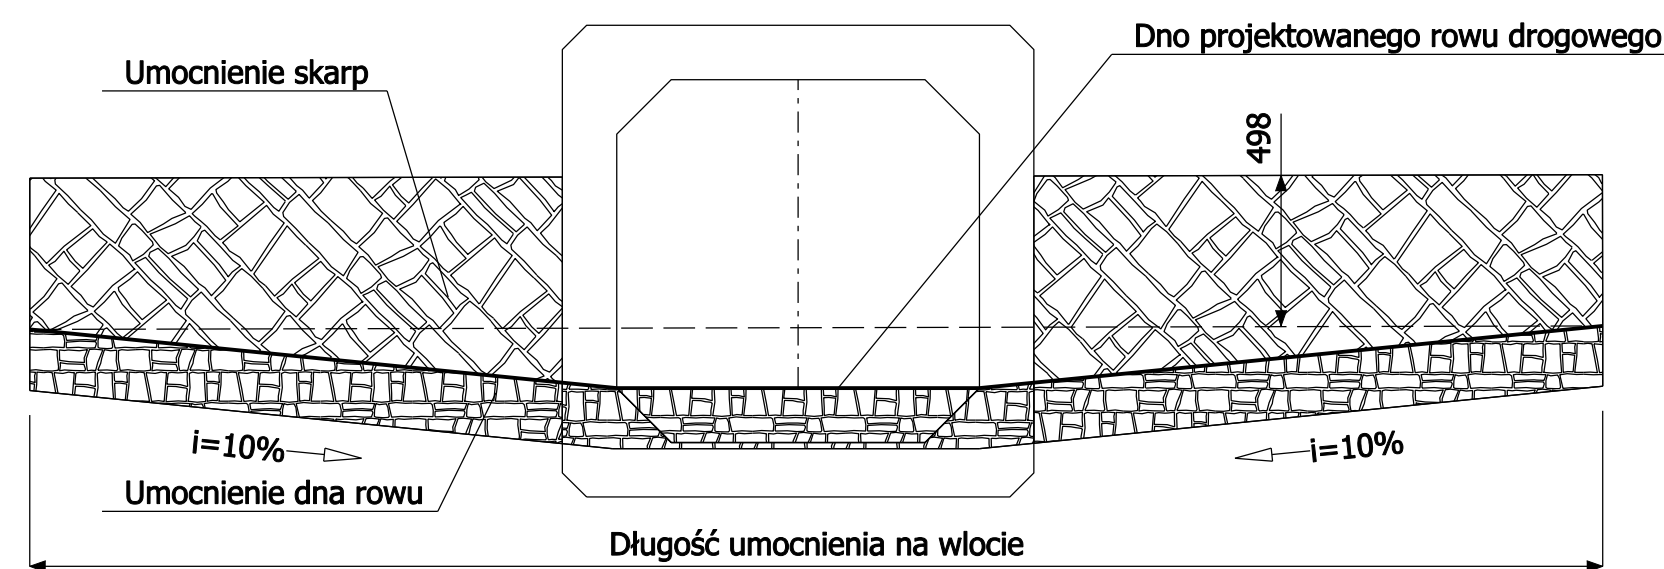 Dno projektowanego rowu drogowego
Umocnienie skarp
498
i=10%
i=10%
Umocnienie dna rowu
Długość umocnienia na wlocie